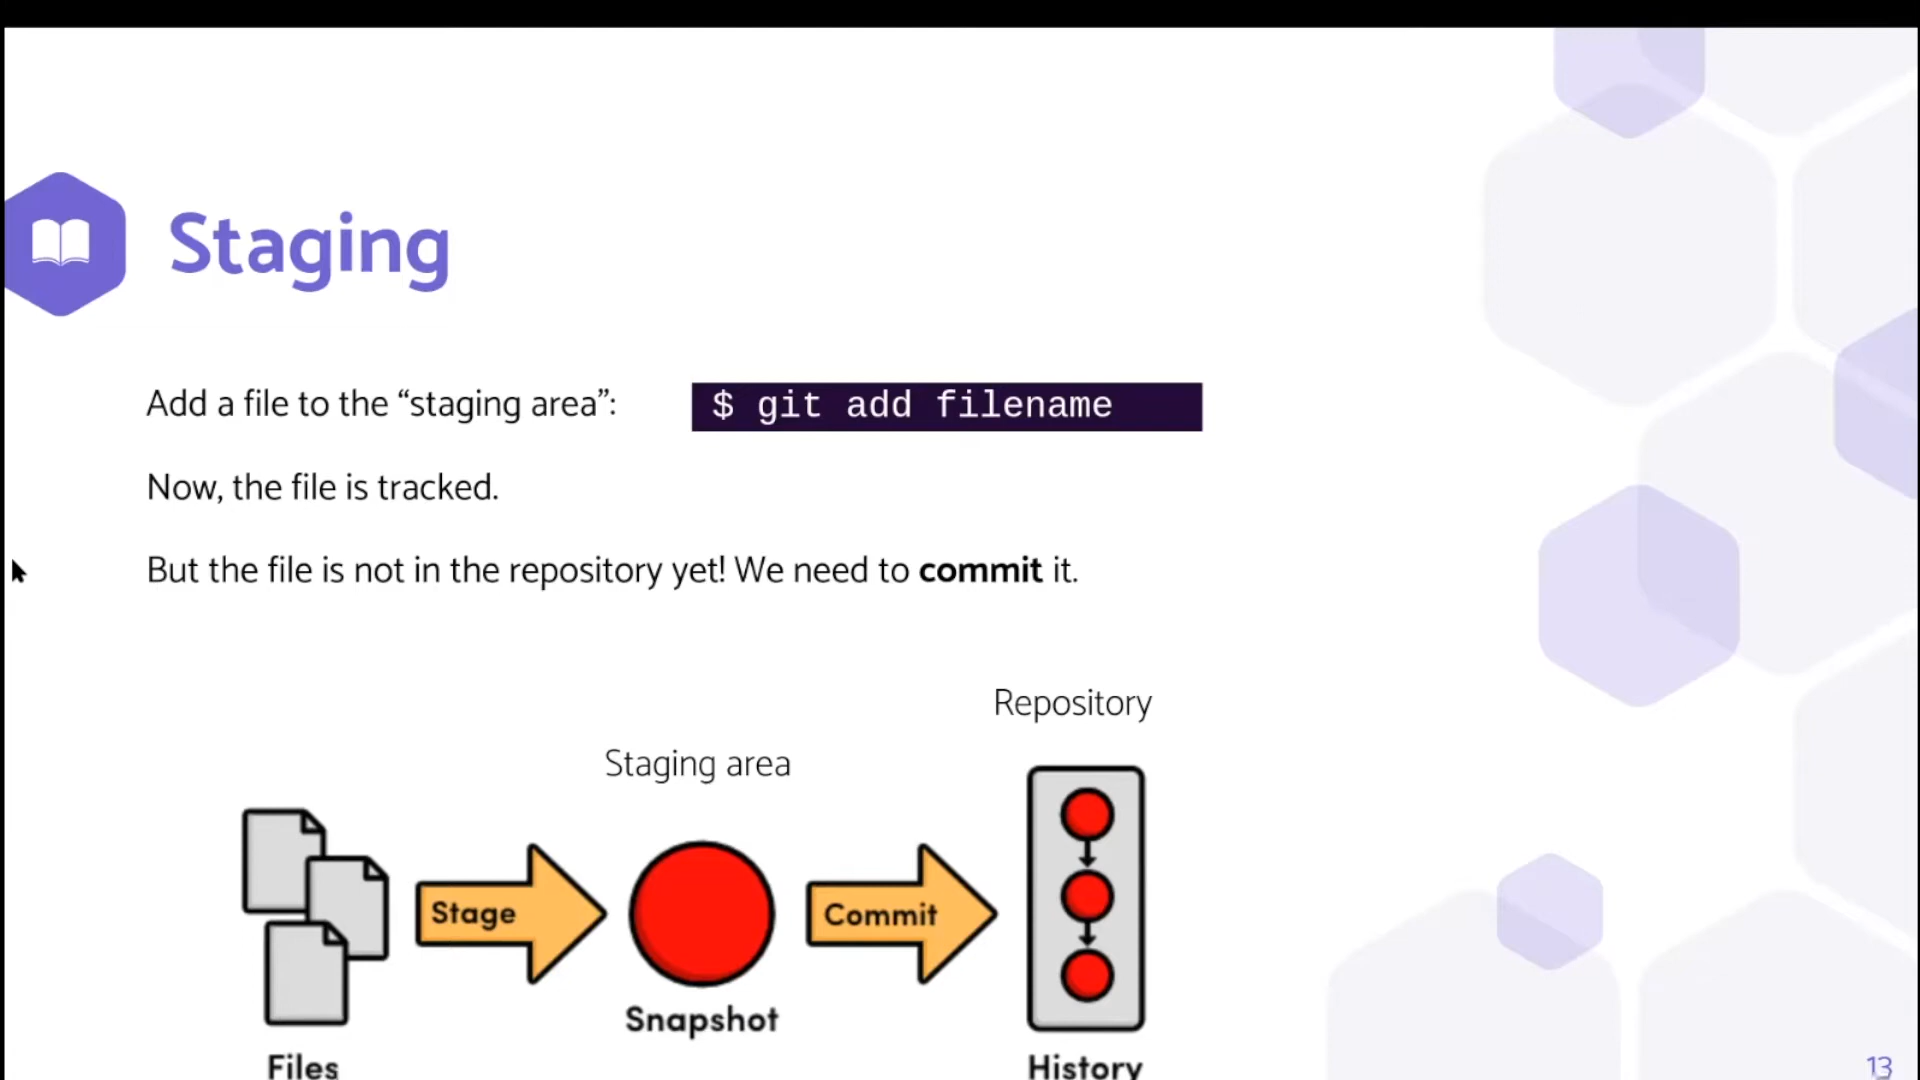 Staging
Add a file to the “staging area”:
$ git add filename
Now, the file is tracked.
But the file is not in the repository yet! We need to commit it.
Repository
Staging area
Stage
Commit
Snapshot
Files
History
13